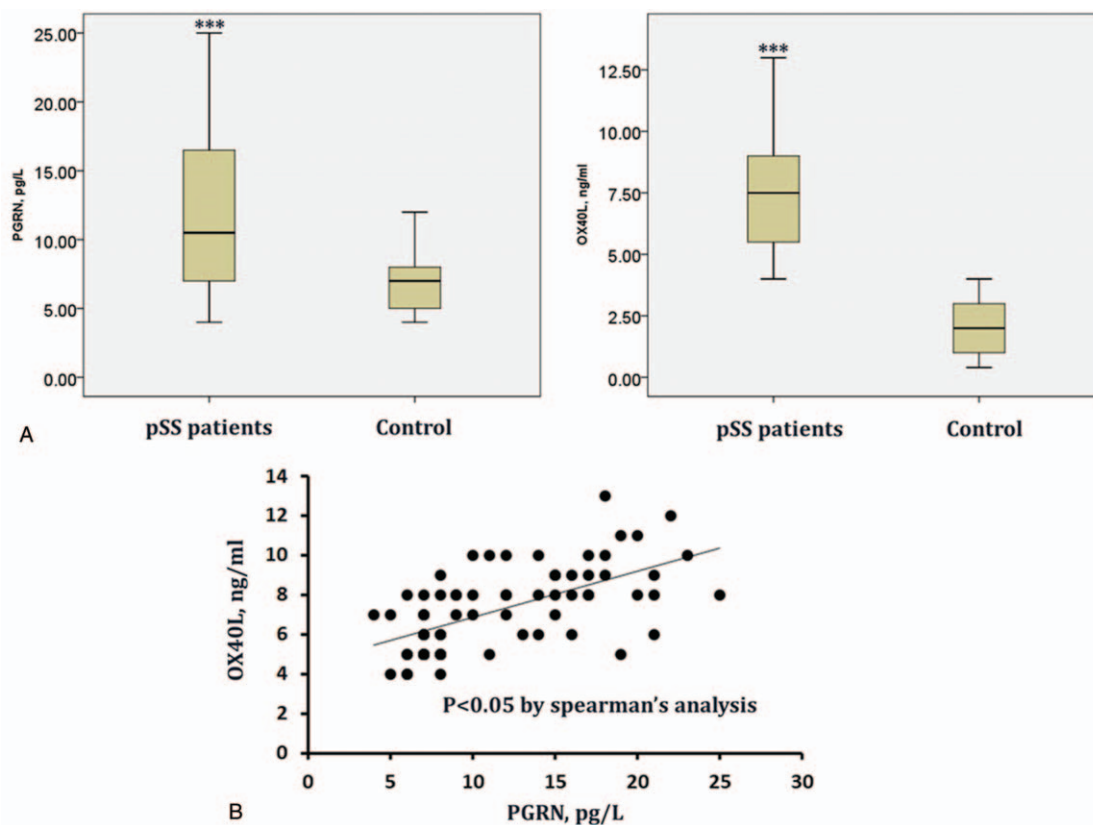 ***
25.00
20.00
15.00
10.00
5.00
0.00
PGRN, pg/L
pSS patients
Control
A
***
12.50
10.00
7.50
5.00
2.50
0.00
OX40L, ng/ml
pSS patients
Control
14
12
10
8
6
4
2
0
OX40L, ng/ml
P<0.05 by spearman's analysis
0 5 10 15 20 25 30
PGRN, pg/L
B